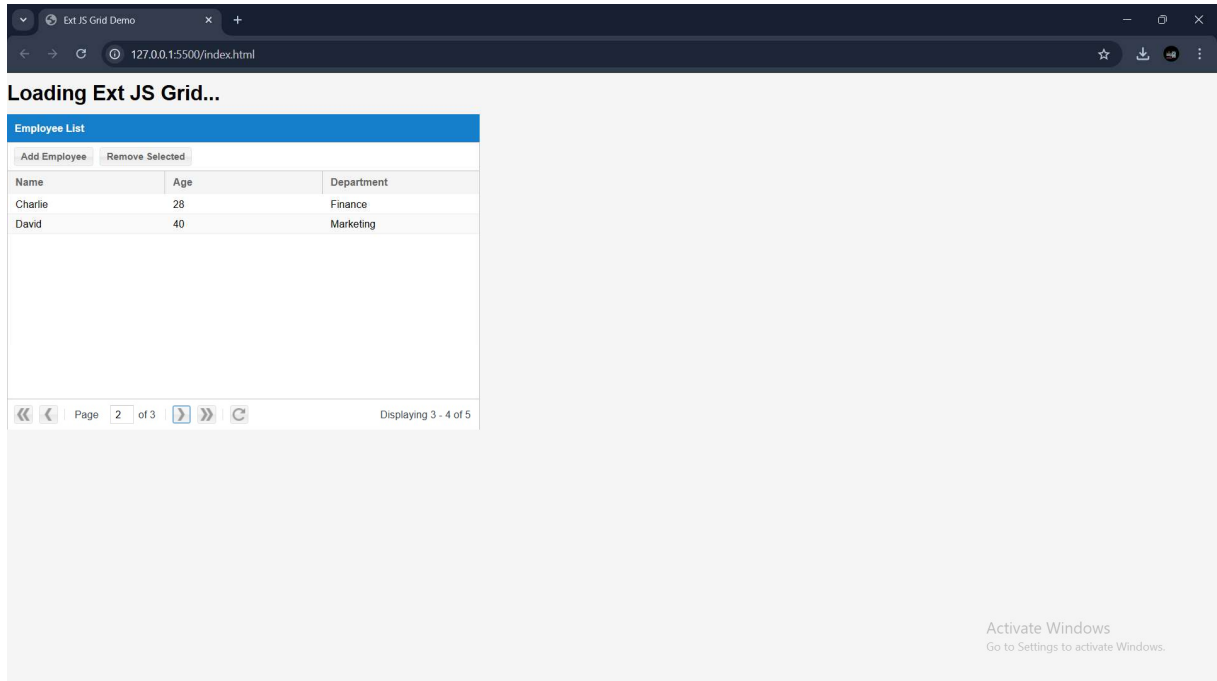 Ext JS Grid Demo
127.0.0.1:5500/index.html
Loading Ext JS Grid...
Employee List
Add Employee Remove Selected
Name Age Department
Charlie 28 Finance
David 40 Marketing
Page 2 of 3 Displaying 3 - 4 of 5
Activate Windows
Go to Settings to activate Windows.